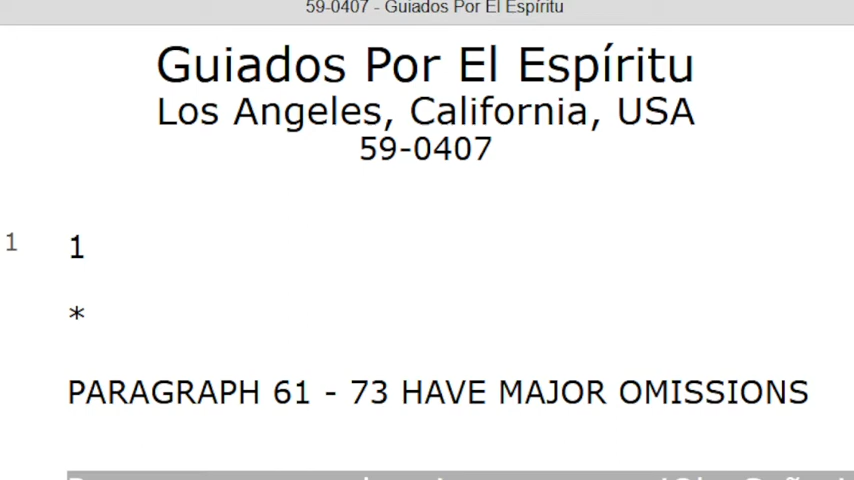 59-0407 - Guiados Por El Espíritu
Guiados Por El Espíritu
Los Angeles, California, USA
59-0407
1 1
*
PARAGRAPH 61 - 73 HAVE MAJOR OMISSIONS